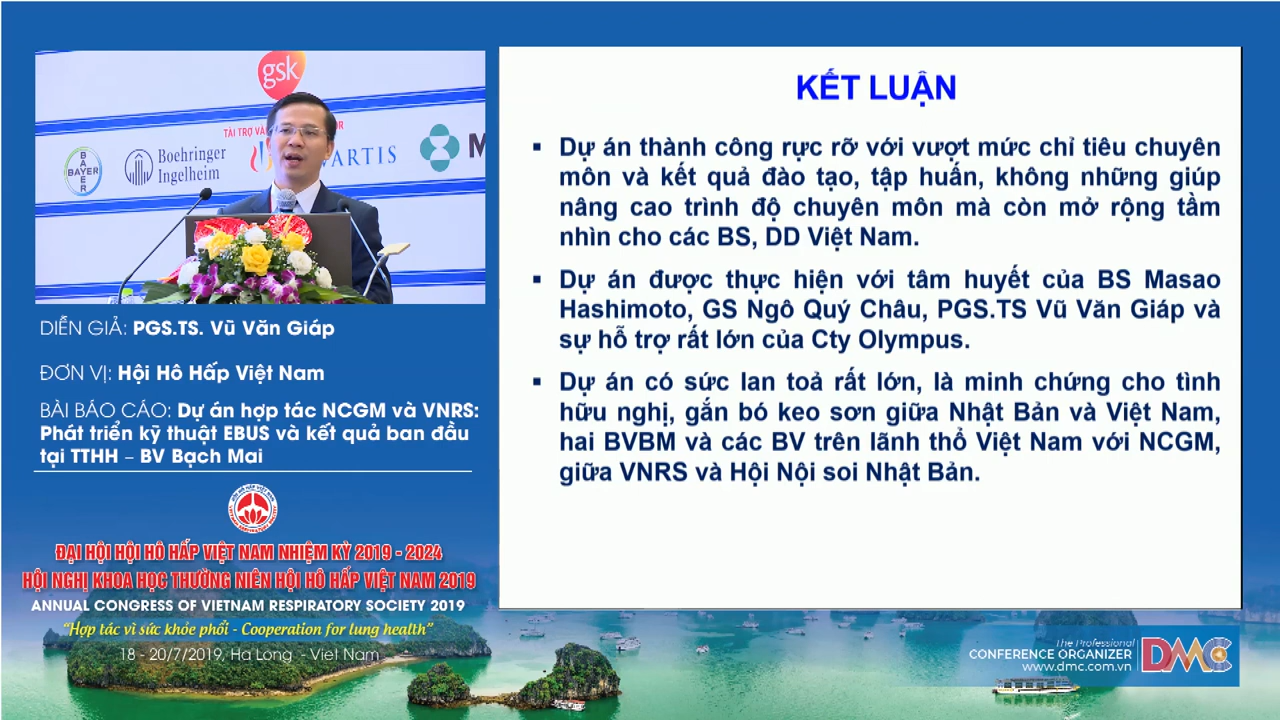 gsk
TÀI TRỢ VÀ
OR
BAYER
BAYER
Boehringer
Ingelheim
ARTIS
M
DIỄN GIẢ: PGS.TS. Vũ Văn Giáp
ĐƠN VỊ: Hội Hô Hấp Việt Nam
BÀI BÁO CÁO: Dự án hợp tác NCGM và VNRS:
Phát triển kỹ thuật EBUS và kết quả ban đầu
tại TTHH – BV Bạch Mai
ĐẠI HỘI HỘI HÔ HẤP VIỆT NAM NHIỆM KỲ 2019 - 2024
HỘI NGHỊ KHOA HỌC THƯỜNG NIÊN HỘI HÔ HẤP VIỆT NAM 2019
ANNUAL CONGRESS OF VIETNAM RESPIRATORY SOCIETY 2019
“Hợp tác vì sức khỏe phổi - Cooperation for lung health”
18 - 20/7/2019, Ha Long - Viet Nam
KẾT LUẬN
▪ Dự án thành công rực rỡ với vượt mức chỉ tiêu chuyên
môn và kết quả đào tạo, tập huấn, không những giúp
nâng cao trình độ chuyên môn mà còn mở rộng tầm
nhìn cho các BS, DD Việt Nam.
▪ Dự án được thực hiện với tâm huyết của BS Masao
Hashimoto, GS Ngô Quý Châu, PGS.TS Vũ Văn Giáp và
sự hỗ trợ rất lớn của Cty Olympus.
▪ Dự án có sức lan toả rất lớn, là minh chứng cho tình
hữu nghị, gắn bó keo sơn giữa Nhật Bản và Việt Nam,
hai BVBM và các BV trên lãnh thổ Việt Nam với NCGM,
giữa VNRS và Hội Nội soi Nhật Bản.
The Professional
CONFERENCE ORGANIZER
www.dmc.com.vn
DMC